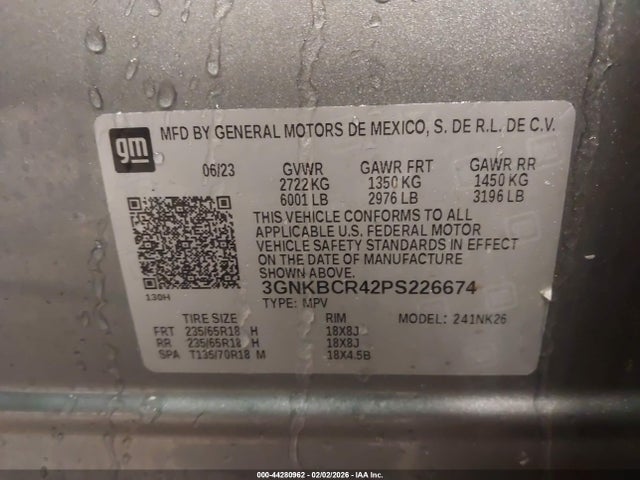 gm
MFD BY GENERAL MOTORS DE MEXICO, S. DE R.L. DE C.V.
06/23 GVWR GAWR FRT GAWR RR
2722 KG 1350 KG 1450 KG
6001 LB 2976 LB 3196 LB
THIS VEHICLE CONFORMS TO ALL
APPLICABLE U.S. FEDERAL MOTOR
VEHICLE SAFETY STANDARDS IN EFFECT
ON THE DATE OF MANUFACTURE
SHOWN ABOVE.
130H
3GNKBCR42PS226674
TYPE: MPV
TIRE SIZE RIM MODEL: 241NK26
FRT 235/65R18 H 18X8J
RR 235/65R18 H 18X8J
SPA T135/70R18 M 18X4.5B
000-44280962 - 02/02/2026 - IAA Inc.